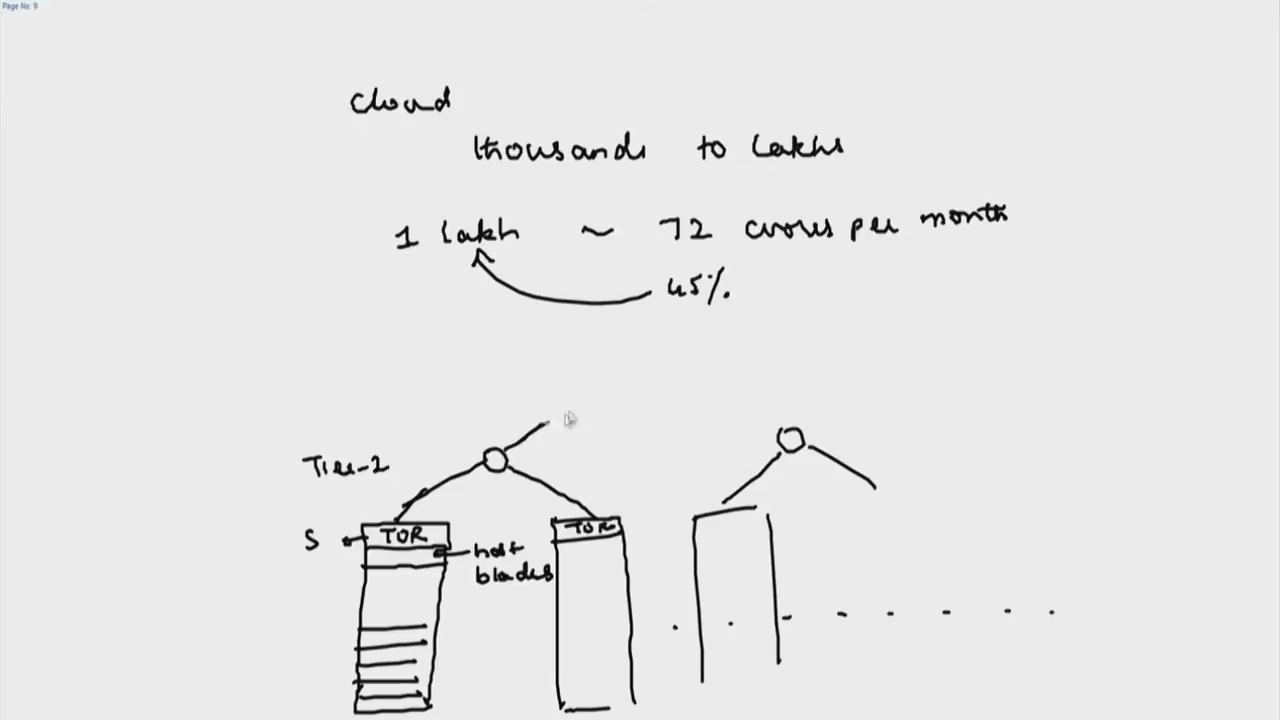 Page No: 9
cloud
thousands to lakhs
1 lakh ~ 72 crores per month
45%.
Tier-2
S
TOR
TOR
host
blades